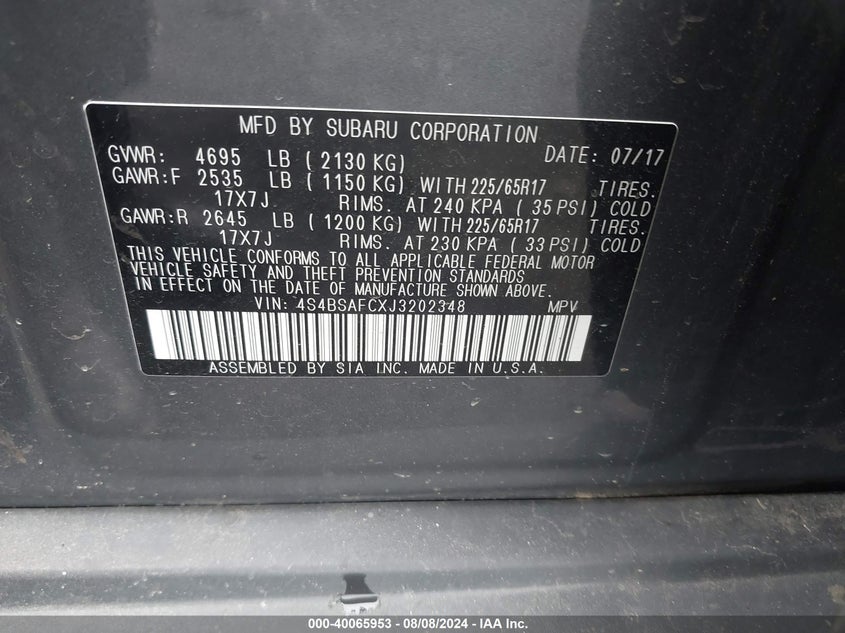 MFD BY SUBARU CORPORATION
GVWR: 4695 LB ( 2130 KG) DATE: 07/17
GAWR:F 2535 LB ( 1150 KG) WITH 225/65R17 TIRES.
17X7J RIMS. AT 240 KPA ( 35 PSI) COLD
GAWR:R 2645 LB ( 1200 KG) WITH 225/65R17 TIRES.
17X7J RIMS. AT 230 KPA ( 33 PSI) COLD
THIS VEHICLE CONFORMS TO ALL APPLICABLE FEDERAL MOTOR
VEHICLE SAFETY AND THEFT PREVENTION STANDARDS
IN EFFECT ON THE DATE OF MANUFACTURE SHOWN ABOVE.
VIN: 4S4BSAFCXJ3202348 MPV
ASSEMBLED BY SIA INC. MADE IN U.S.A.
000-40065953 - 08/08/2024 - IAA Inc.